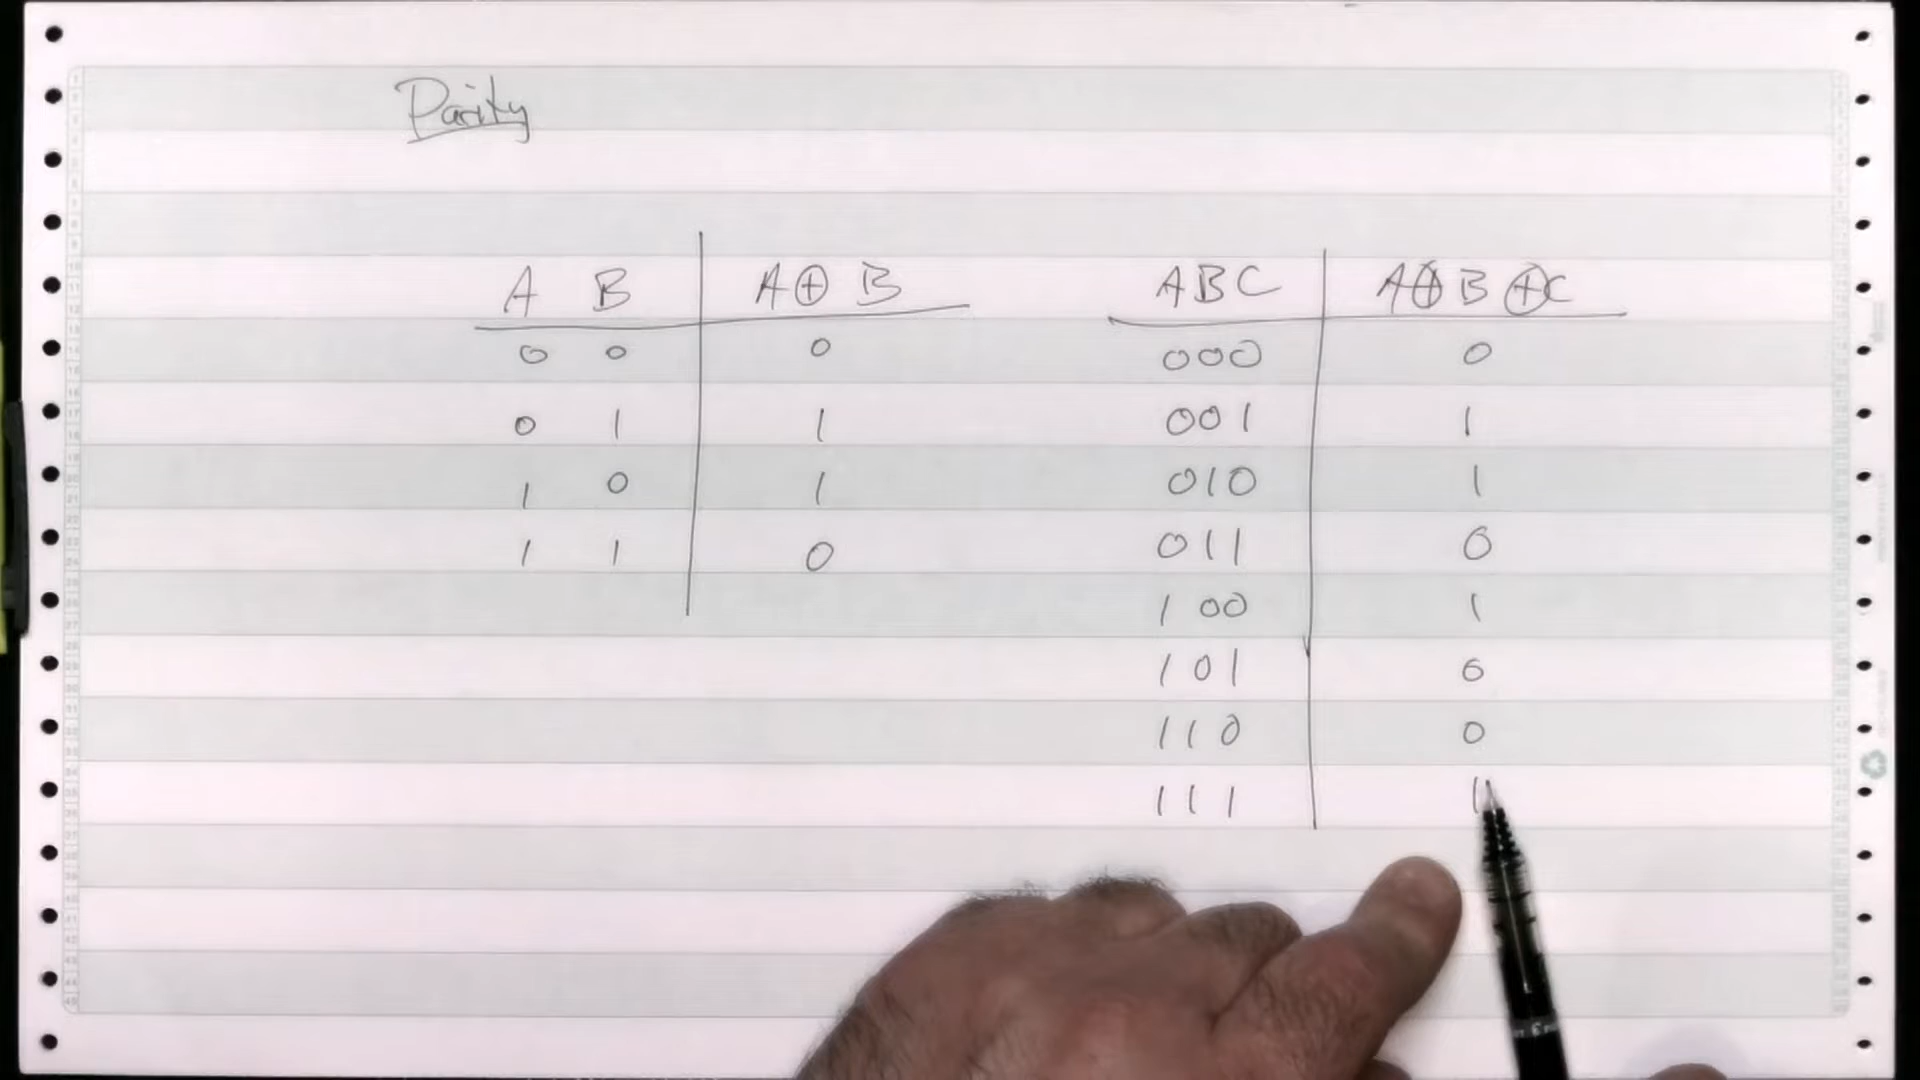 Parity
A B A⊕B
0 0 0
0 1 1
1 0 1
1 1 0
ABC A⊕B⊕C
000 0
001 1
010 1
011 0
100 1
101 0
110 0
111 1